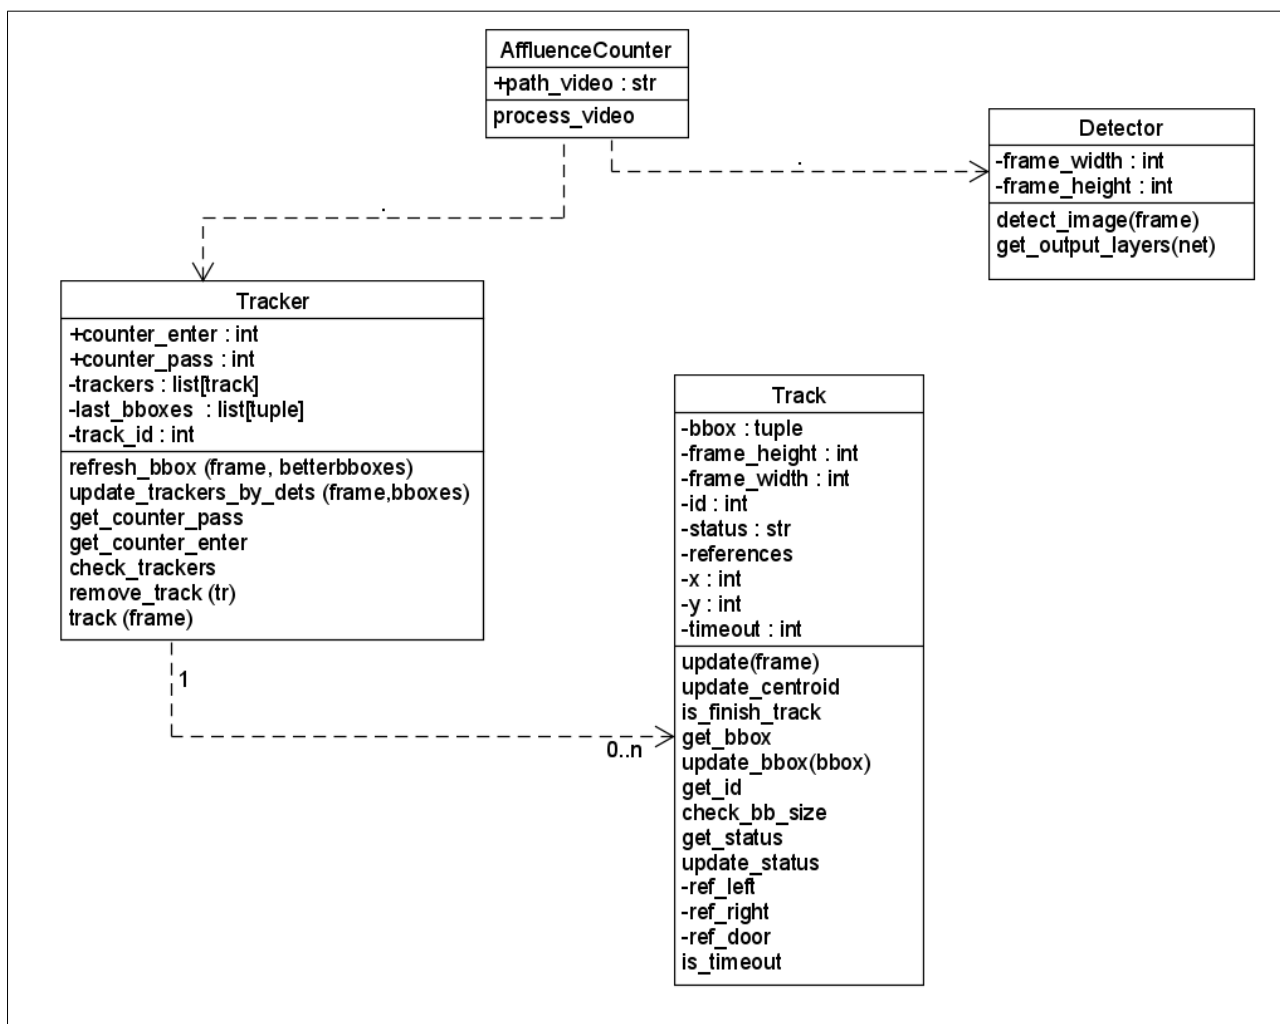 AffluenceCounter
+path_video : str
process_video
Detector
-frame_width : int
-frame_height : int
detect_image(frame)
get_output_layers(net)
Tracker
+counter_enter : int
+counter_pass : int
-trackers : list[track]
-last_bboxes : list[tuple]
-track_id : int
refresh_bbox (frame, betterbboxes)
update_trackers_by_dets (frame,bboxes)
get_counter_pass
get_counter_enter
check_trackers
remove_track (tr)
track (frame)
1
0..n
Track
-bbox : tuple
-frame_height : int
-frame_width : int
-id : int
-status : str
-references
-x : int
-y : int
-timeout : int
update(frame)
update_centroid
is_finish_track
get_bbox
update_bbox(bbox)
get_id
check_bb_size
get_status
update_status
-ref_left
-ref_right
-ref_door
is_timeout